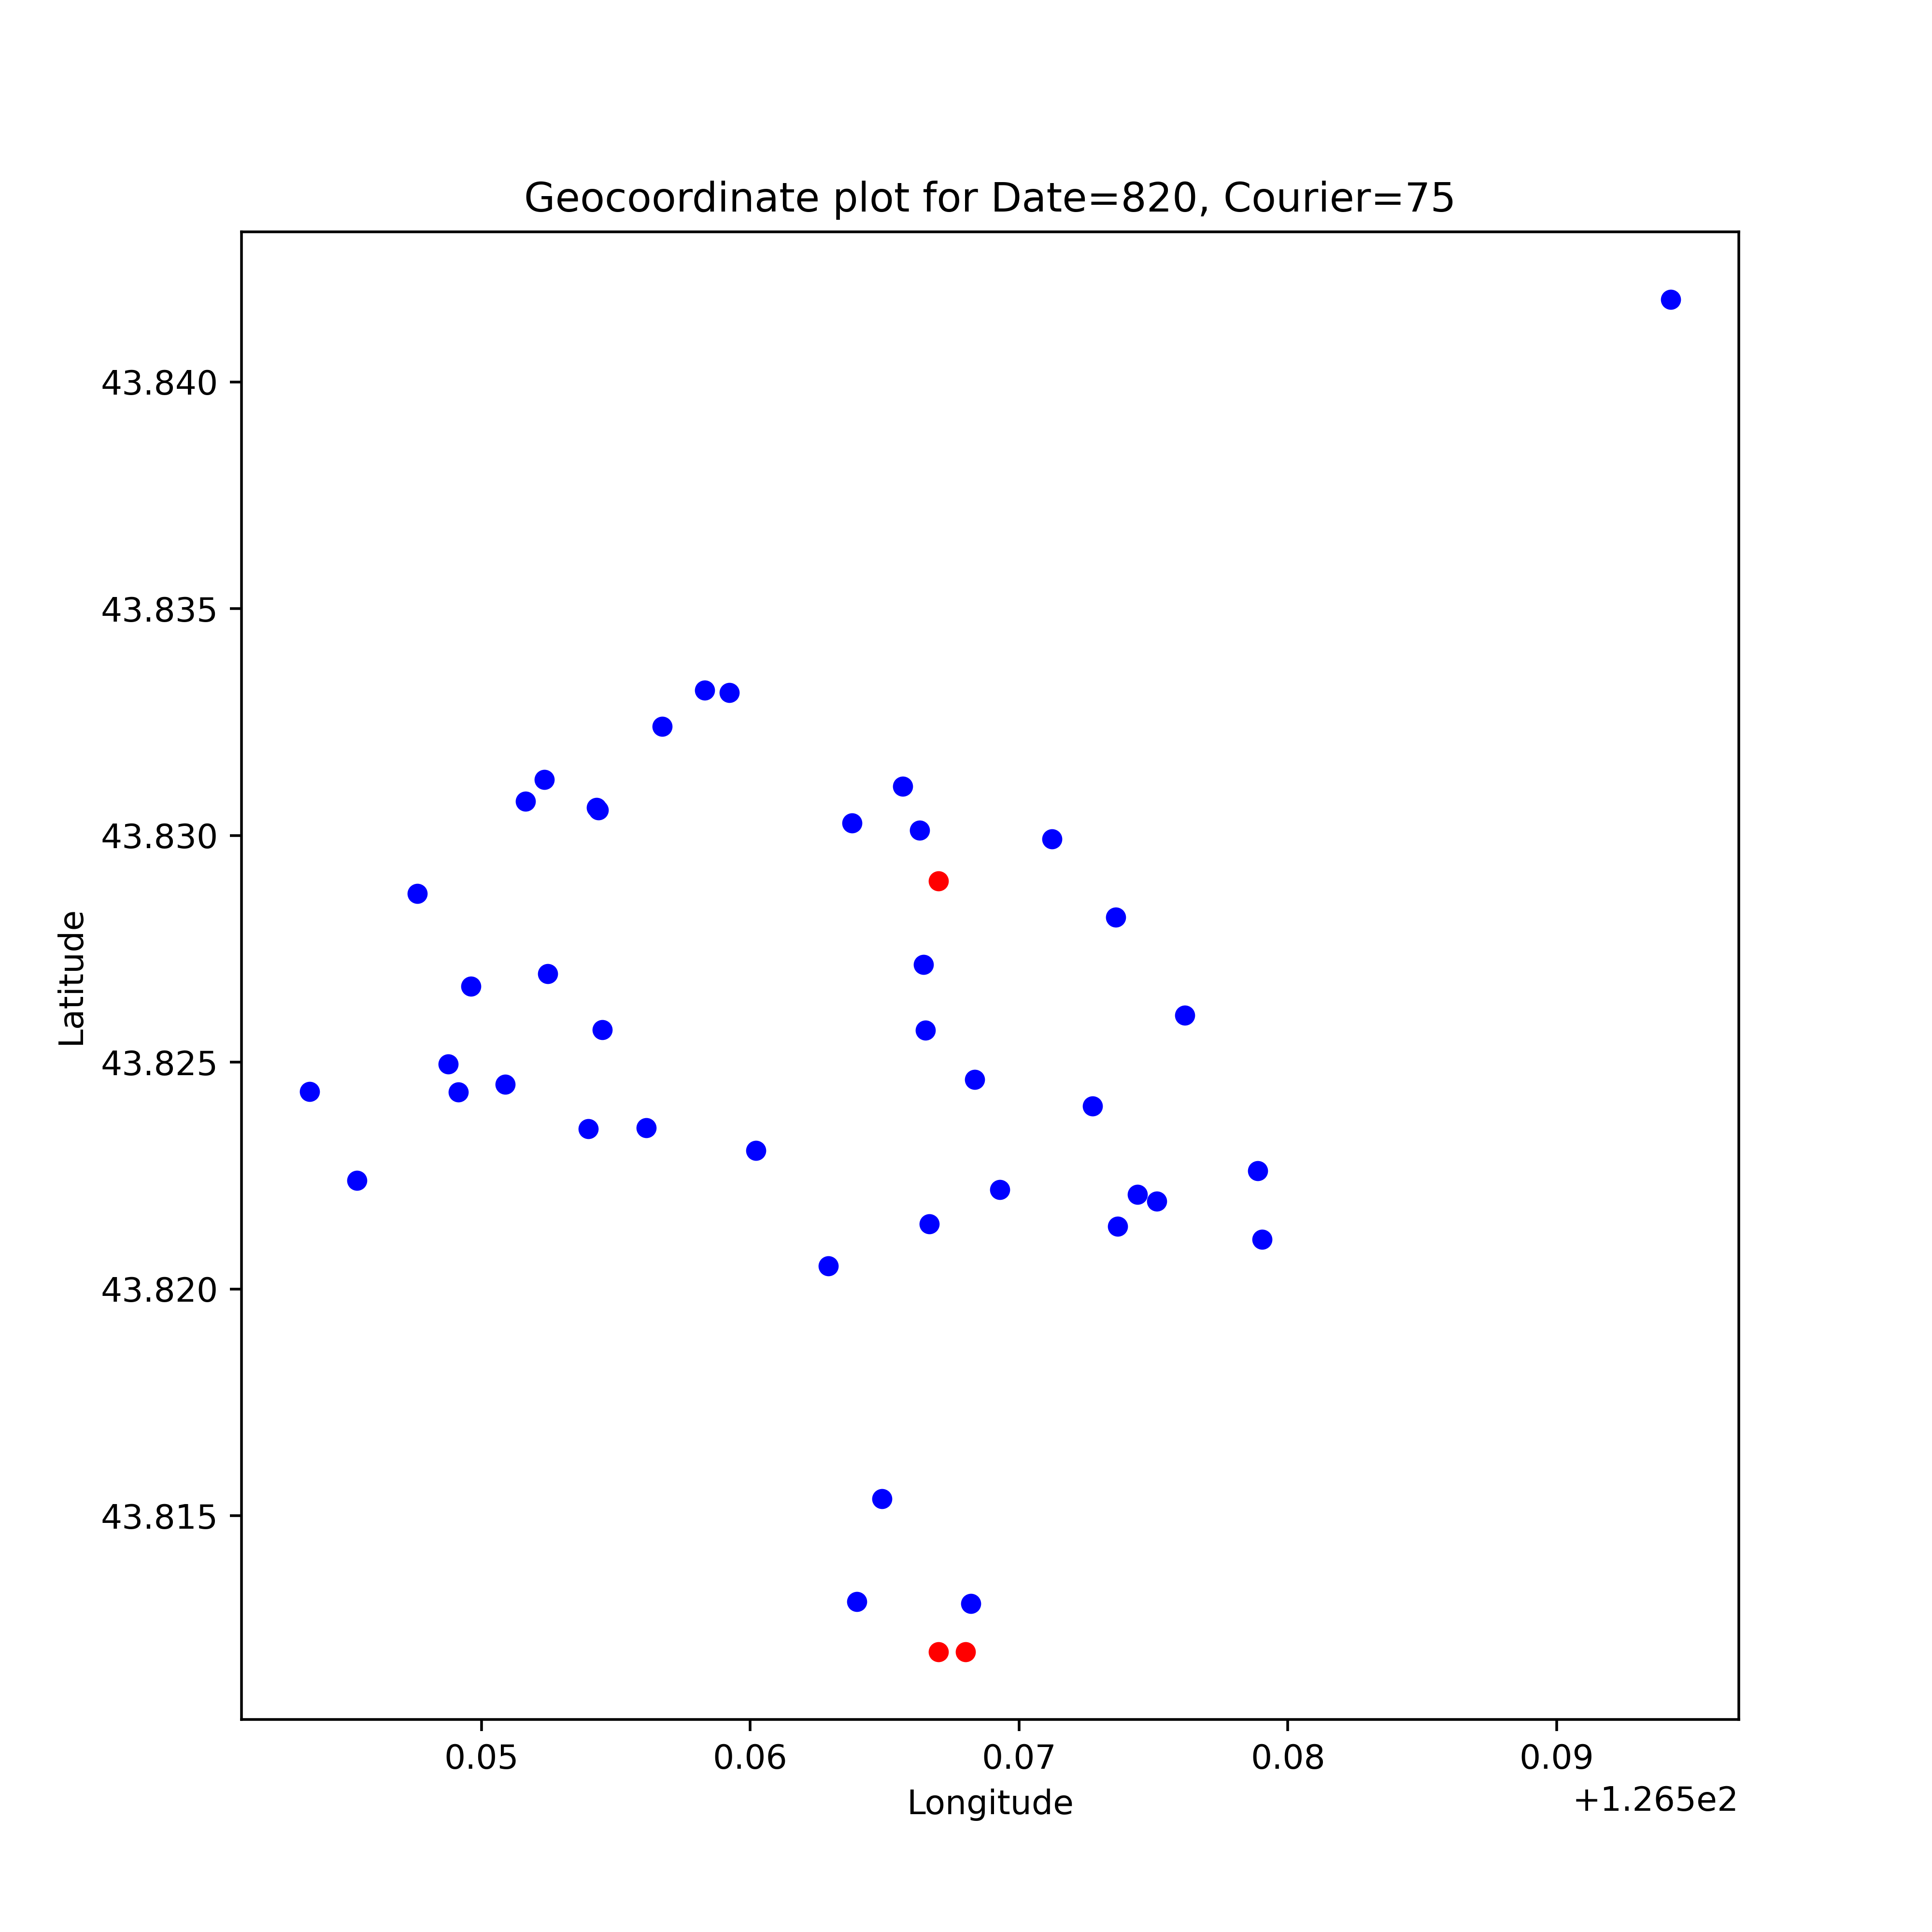 Geocoordinate plot for Date=820, Courier=75
43.840
43.835
43.830
43.825
43.820
43.815
Latitude
0.05 0.06 0.07 0.08 0.09
+1.265e2
Longitude